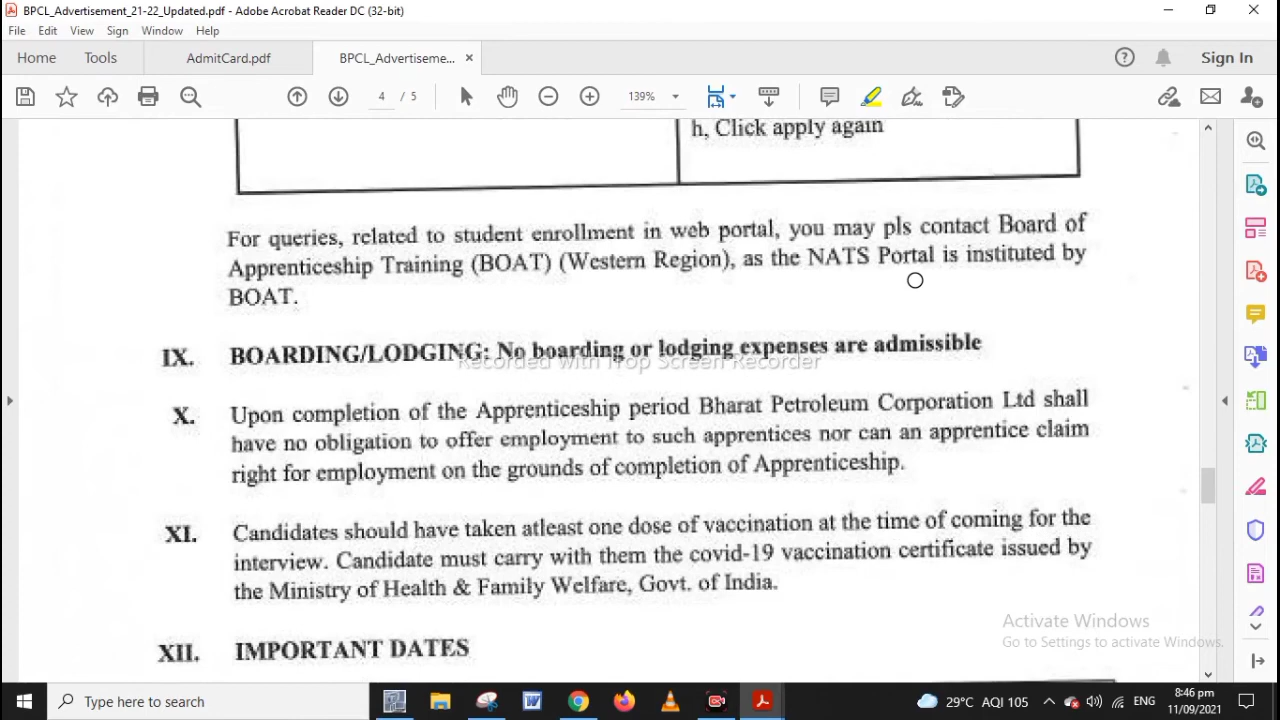 BPCL_Advertisement_21-22_Updated.pdf - Adobe Acrobat Reader DC (32-bit)
File Edit View Sign Window Help
Home Tools AdmitCard.pdf BPCL_Advertiseme... × Sign In
4 / 5 139%
h, Click apply again
For queries, related to student enrollment in web portal, you may pls contact Board of
Apprenticeship Training (BOAT) (Western Region), as the NATS Portal is instituted by
BOAT.
IX. BOARDING/LODGING: No boarding or lodging expenses are admissible
Recorded with iTop Screen Recorder
X. Upon completion of the Apprenticeship period Bharat Petroleum Corporation Ltd shall
have no obligation to offer employment to such apprentices nor can an apprentice claim
right for employment on the grounds of completion of Apprenticeship.
XI. Candidates should have taken atleast one dose of vaccination at the time of coming for the
interview. Candidate must carry with them the covid-19 vaccination certificate issued by
the Ministry of Health & Family Welfare, Govt. of India.
Activate Windows
Go to Settings to activate Windows.
XII. IMPORTANT DATES
Type here to search 29°C AQI 105 ENG 8:46 pm
11/09/2021